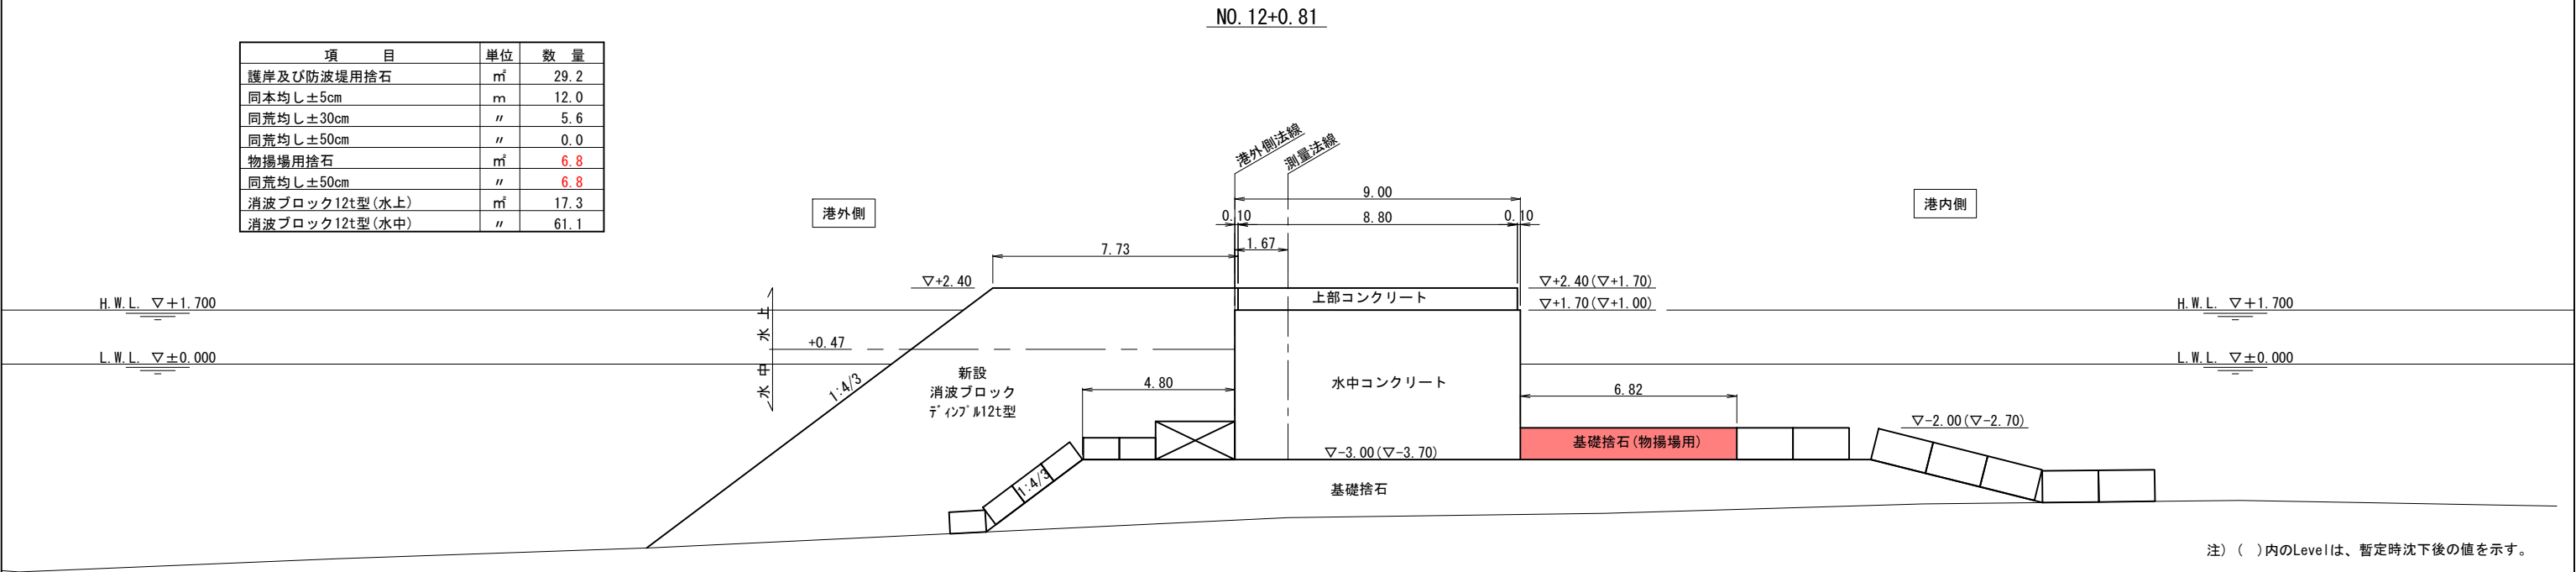 NO.12+0.81
項　　目 単位 数　量
護岸及び防波堤用捨石 ㎡ 29.2
同本均し±5cm m 12.0
同荒均し±30cm 〃 5.6
同荒均し±50cm 〃 0.0
物揚場用捨石 ㎡ 6.8
同荒均し±50cm 〃 6.8
消波ブロック12t型(水上) ㎡ 17.3
消波ブロック12t型(水中) 〃 61.1
港外側
港外側法線
測量法線
港内側
9.00
0.10 8.80 0.10
7.73
1.67
▽+2.40
▽+2.40(▽+1.70)
上部コンクリート
▽+1.70(▽+1.00)
H.W.L. ▽+1.700
H.W.L. ▽+1.700
水上
+0.47
L.W.L. ▽±0.000
L.W.L. ▽±0.000
水中
1:4/3
新設
消波ブロック
ディンプル12t型
4.80
水中コンクリート
6.82
▽-2.00(▽-2.70)
基礎捨石(物揚場用)
▽-3.00(▽-3.70)
1:4/3
基礎捨石
注)(　)内のLevelは、暫定時沈下後の値を示す。